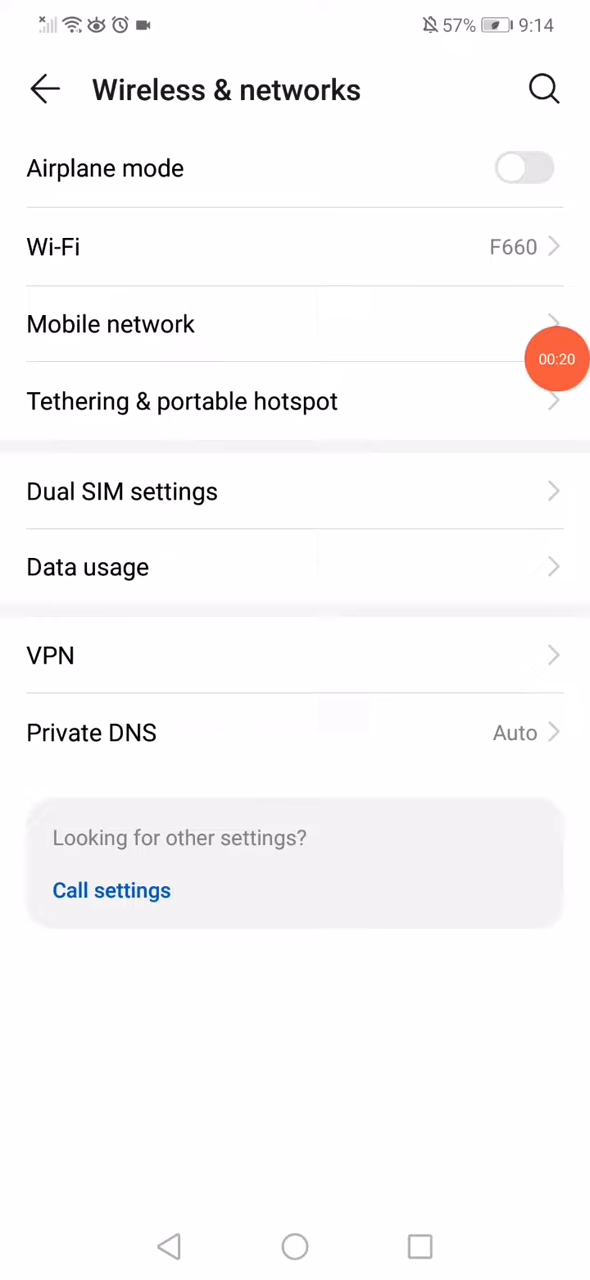 57% 9:14
Wireless & networks
Airplane mode
Wi-Fi F660
Mobile network
00:20
Tethering & portable hotspot
Dual SIM settings
Data usage
VPN
Private DNS Auto
Looking for other settings?
Call settings